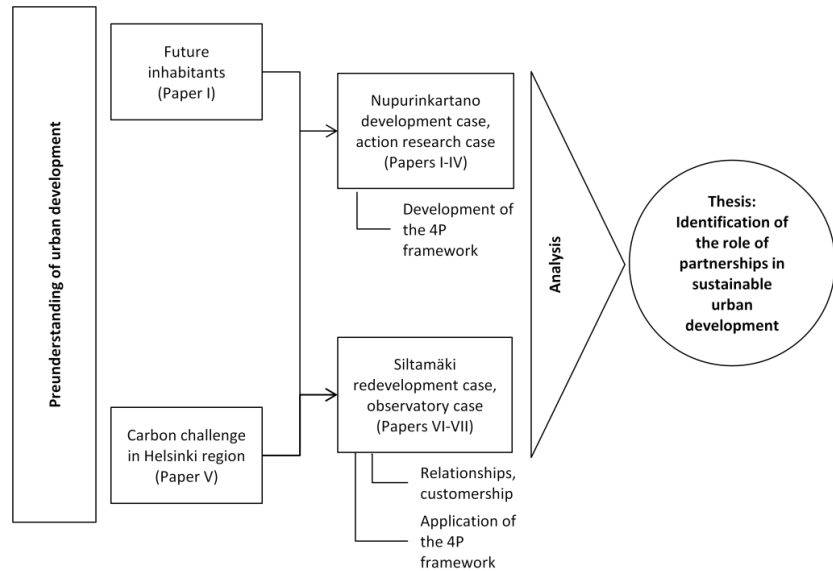 Preunderstanding of urban development
Future
inhabitants
(Paper I)
Carbon challenge
in Helsinki region
(Paper V)
Nupurinkartano
development case,
action research case
(Papers I-IV)
Development of
the 4P
framework
Siltamäki
redevelopment case,
observatory case
(Papers VI-VII)
Relationships,
customership
Application of
the 4P
framework
Analysis
Thesis:
Identification of
the role of
partnerships in
sustainable
urban
development